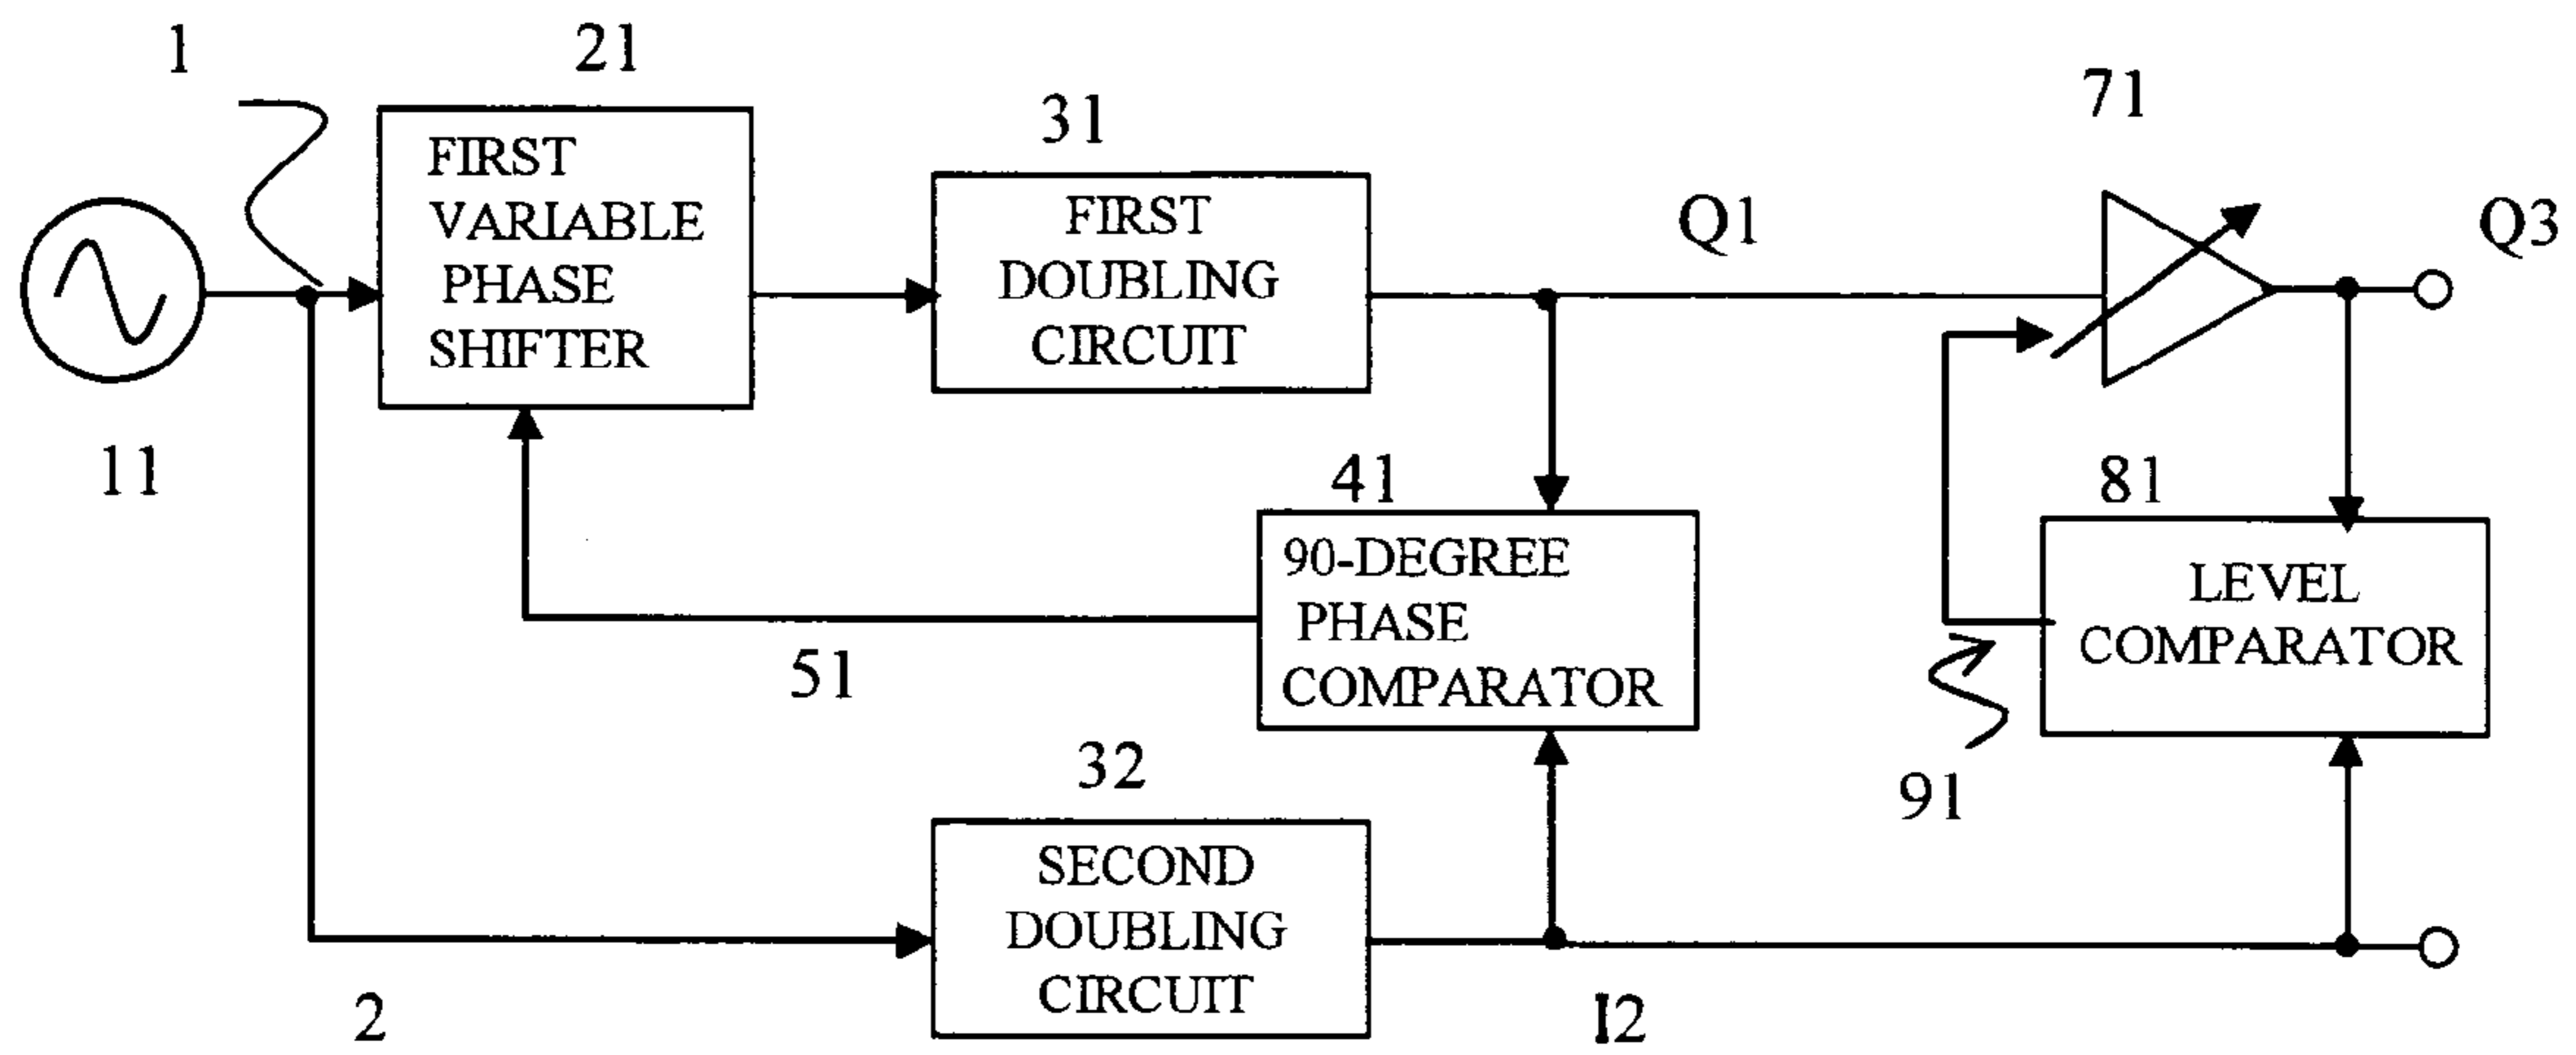 1
21
31
71
FIRST
VARIABLE
PHASE
SHIFTER
FIRST
DOUBLING
CIRCUIT
Q1
Q3
11
41
81
90-DEGREE
PHASE
COMPARATOR
LEVEL
COMPARATOR
51
91
32
SECOND
DOUBLING
CIRCUIT
2
I2